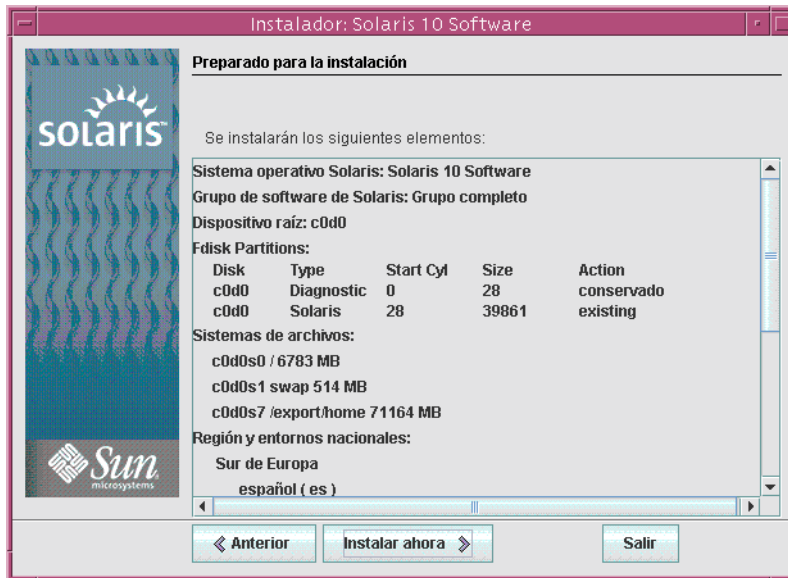 Instalador: Solaris 10 Software
solaris
Sun
microsystems
Preparado para la instalación
Se instalarán los siguientes elementos:
Sistema operativo Solaris: Solaris 10 Software
Grupo de software de Solaris: Grupo completo
Dispositivo raíz: c0d0
Fdisk Partitions:
Disk Type Start Cyl Size Action
c0d0 Diagnostic 0 28 conservado
c0d0 Solaris 28 39861 existing
Sistemas de archivos:
c0d0s0 / 6783 MB
c0d0s1 swap 514 MB
c0d0s7 /export/home 71164 MB
Región y entornos nacionales:
Sur de Europa
español ( es )
Anterior Instalar ahora Salir